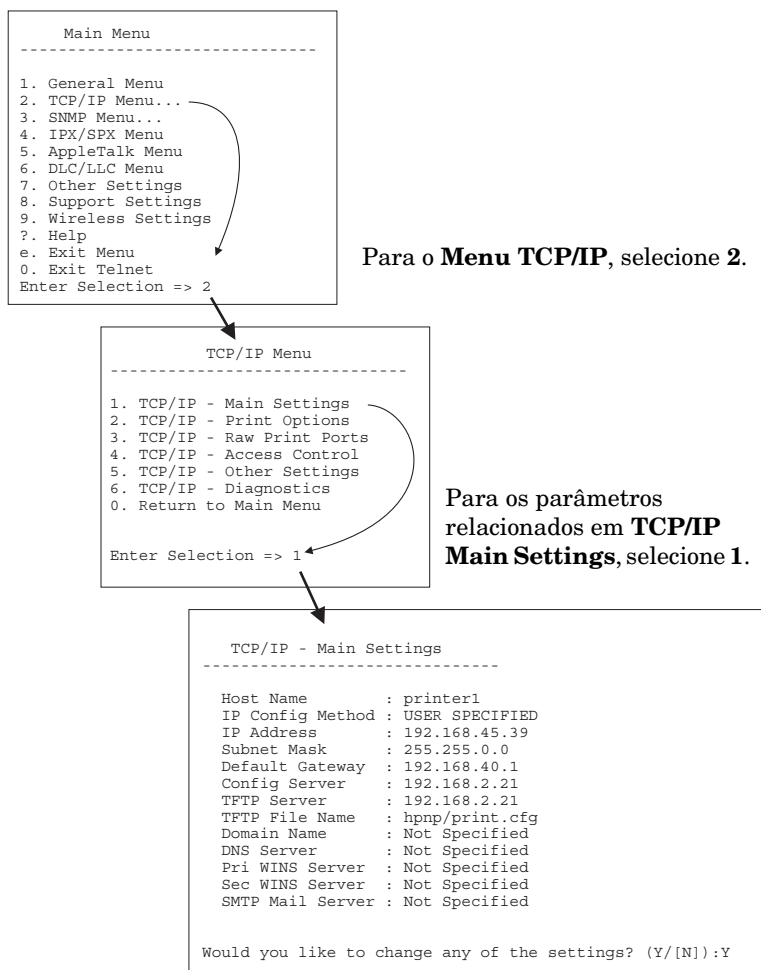 Main Menu
-------------------------------
1. General Menu
2. TCP/IP Menu...
3. SNMP Menu...
4. IPX/SPX Menu
5. AppleTalk Menu
6. DLC/LLC Menu
7. Other Settings
8. Support Settings
9. Wireless Settings
?. Help
e. Exit Menu
0. Exit Telnet
Enter Selection => 2
Para o Menu TCP/IP, selecione 2.
TCP/IP Menu
-------------------------------
1. TCP/IP - Main Settings
2. TCP/IP - Print Options
3. TCP/IP - Raw Print Ports
4. TCP/IP - Access Control
5. TCP/IP - Other Settings
6. TCP/IP - Diagnostics
0. Return to Main Menu
Enter Selection => 1
Para os parâmetros
relacionados em TCP/IP
Main Settings, selecione 1.
TCP/IP - Main Settings
-------------------------------
Host Name : printer1
IP Config Method : USER SPECIFIED
IP Address : 192.168.45.39
Subnet Mask : 255.255.0.0
Default Gateway : 192.168.40.1
Config Server : 192.168.2.21
TFTP Server : 192.168.2.21
TFTP File Name : hpnp/print.cfg
Domain Name : Not Specified
DNS Server : Not Specified
Pri WINS Server : Not Specified
Sec WINS Server : Not Specified
SMTP Mail Server : Not Specified
Would you like to change any of the settings? (Y/[N]):Y